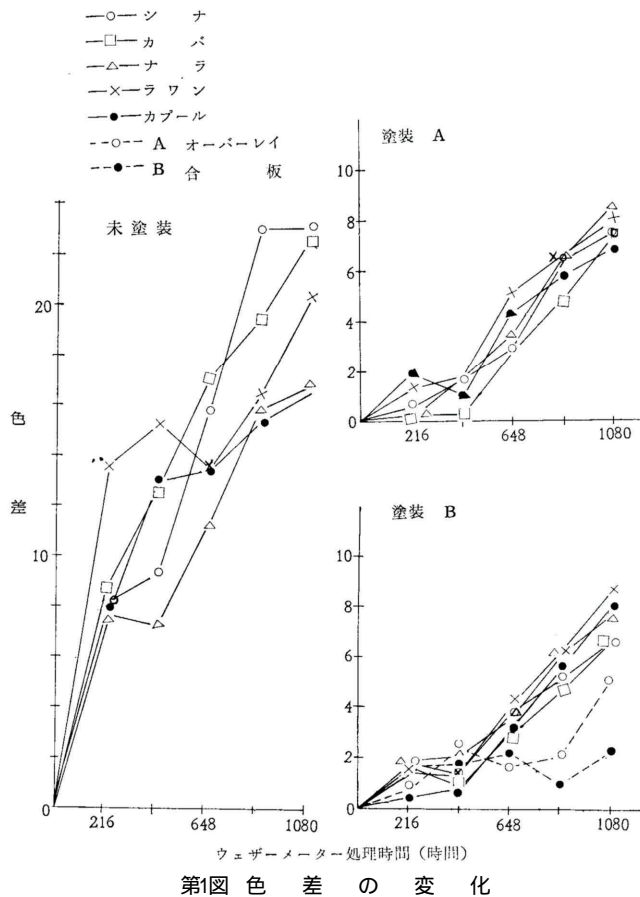 シナ
カバ
ナラ
ラワン
カプール
A オーバーレイ
B 合板
未塗装
20
10
0
色差
216 648 1080
塗装 A
10
8
6
4
2
0
216 648 1080
塗装 B
10
8
6
4
2
0
216 648 1080
ウェザーメーター処理時間(時間)
第1図 色差の変化